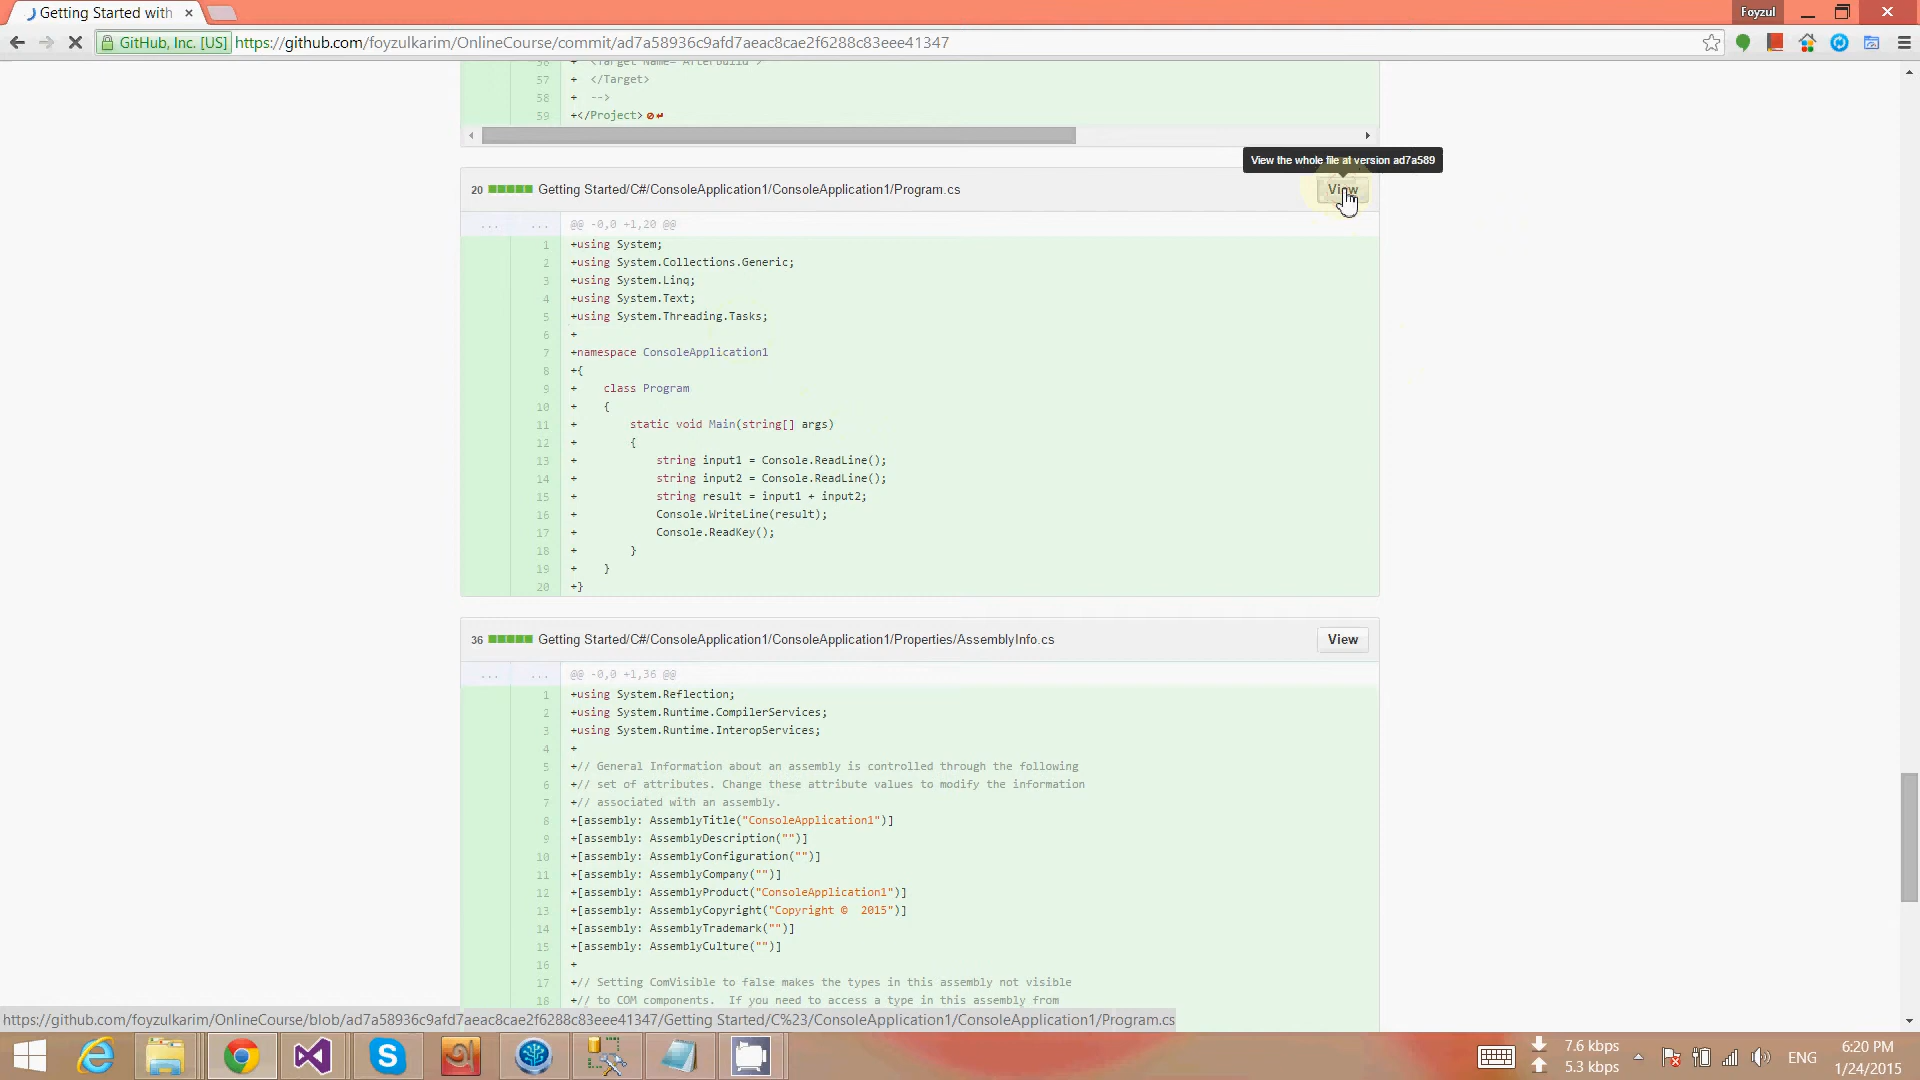 Getting Started with
Foyzul
GitHub, Inc. [US] https://github.com/foyzulkarim/OnlineCourse/commit/ad7a58936c9afd7aeac8cae2f6288c83eee41347
56 + <Target Name="AfterBuild">
57 + </Target>
58 + -->
59 +</Project>
View the whole file at version ad7a589
20 Getting Started/C#/ConsoleApplication1/ConsoleApplication1/Program.cs View
... ... @@ -0,0 +1,20 @@
1 +using System;
2 +using System.Collections.Generic;
3 +using System.Linq;
4 +using System.Text;
5 +using System.Threading.Tasks;
6 +
7 +namespace ConsoleApplication1
8 +{
9 + class Program
10 + {
11 + static void Main(string[] args)
12 + {
13 + string input1 = Console.ReadLine();
14 + string input2 = Console.ReadLine();
15 + string result = input1 + input2;
16 + Console.WriteLine(result);
17 + Console.ReadKey();
18 + }
19 + }
20 +}
36 Getting Started/C#/ConsoleApplication1/ConsoleApplication1/Properties/AssemblyInfo.cs View
... ... @@ -0,0 +1,36 @@
1 +using System.Reflection;
2 +using System.Runtime.CompilerServices;
3 +using System.Runtime.InteropServices;
4 +
5 +// General Information about an assembly is controlled through the following
6 +// set of attributes. Change these attribute values to modify the information
7 +// associated with an assembly.
8 +[assembly: AssemblyTitle("ConsoleApplication1")]
9 +[assembly: AssemblyDescription("")]
10 +[assembly: AssemblyConfiguration("")]
11 +[assembly: AssemblyCompany("")]
12 +[assembly: AssemblyProduct("ConsoleApplication1")]
13 +[assembly: AssemblyCopyright("Copyright © 2015")]
14 +[assembly: AssemblyTrademark("")]
15 +[assembly: AssemblyCulture("")]
16 +
17 +// Setting ComVisible to false makes the types in this assembly not visible
18 +// to COM components. If you need to access a type in this assembly from
https://github.com/foyzulkarim/OnlineCourse/blob/ad7a58936c9afd7aeac8cae2f6288c83eee41347/Getting Started/C%23/ConsoleApplication1/ConsoleApplication1/Program.cs
7.6 kbps
5.3 kbps
ENG
6:20 PM
1/24/2015